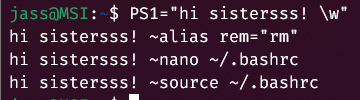 jass@MSI:~$ PS1="hi sistersss! \w"
hi sistersss! ~alias rem="rm"
hi sistersss! ~nano ~/.bashrc
hi sistersss! ~source ~/.bashrc